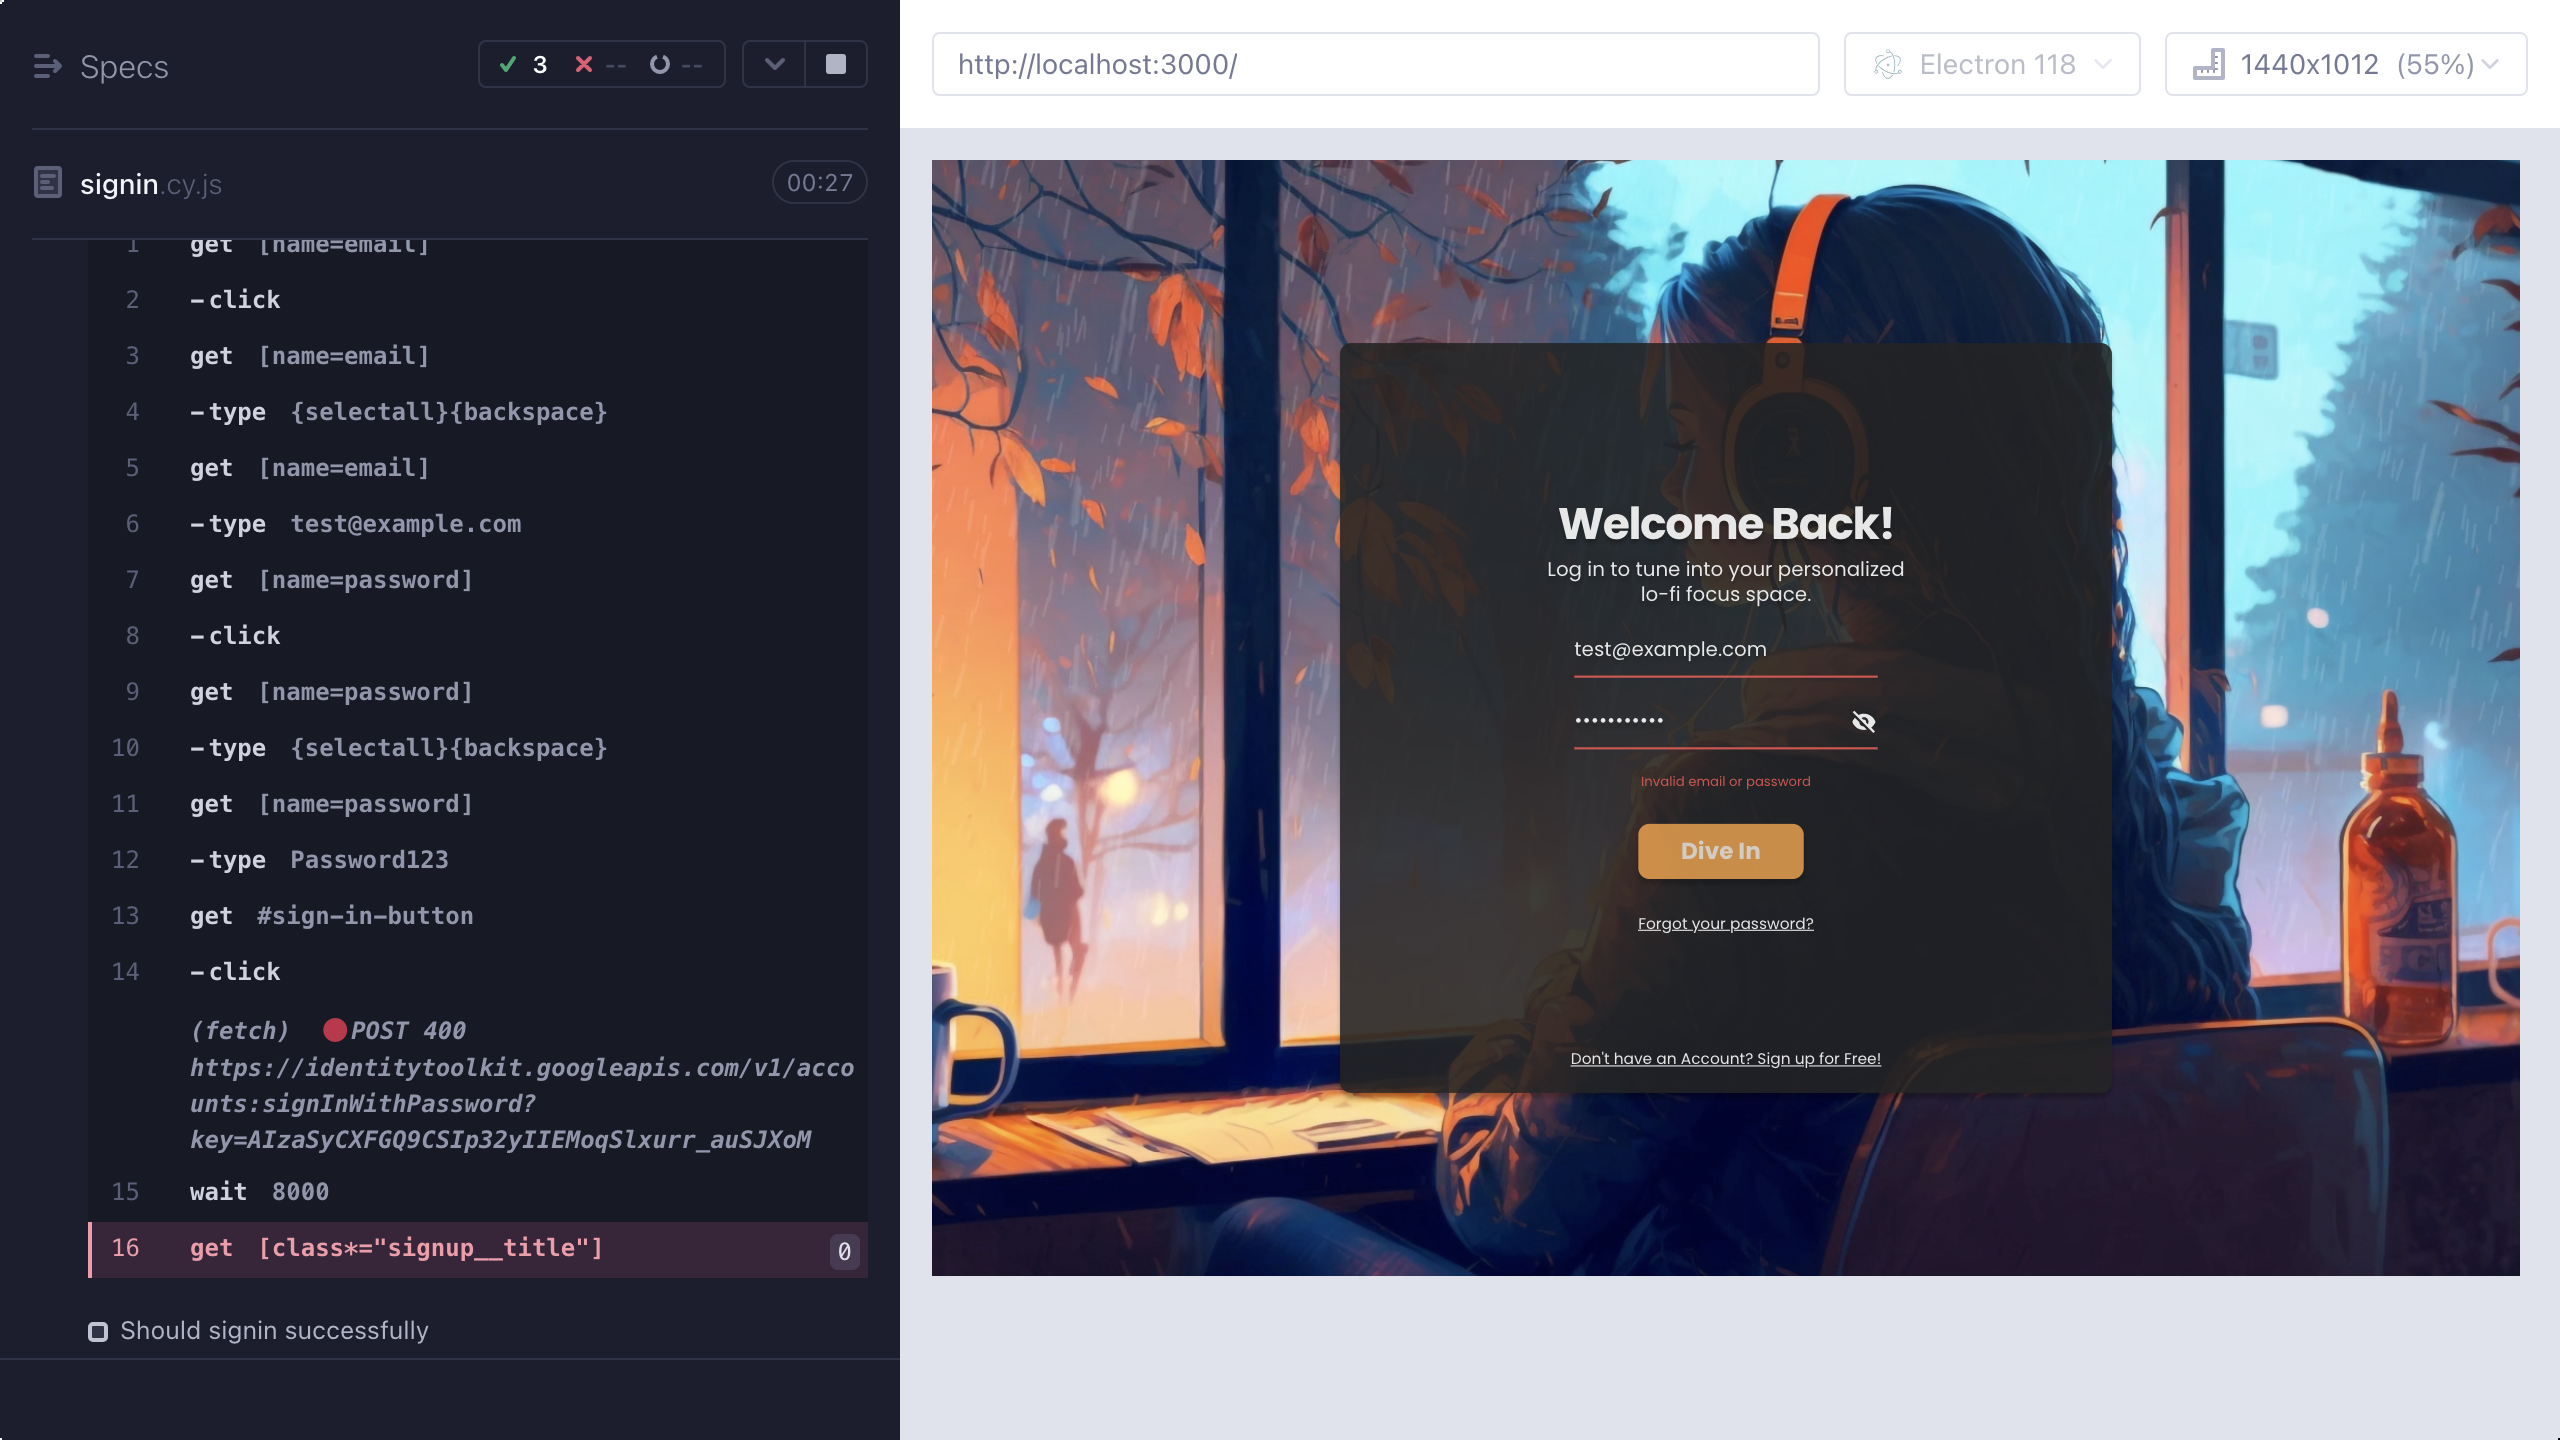 Specs
3
--
--
signin.cy.js
00:27
1 get [name=email]
2 -click
3 get [name=email]
4 -type {selectall}{backspace}
5 get [name=email]
6 -type test@example.com
7 get [name=password]
8 -click
9 get [name=password]
10 -type {selectall}{backspace}
11 get [name=password]
12 -type Password123
13 get #sign-in-button
14 -click
(fetch) POST 400
https://identitytoolkit.googleapis.com/v1/acco
unts:signInWithPassword?
key=AIzaSyCXFGQ9CSIp32yIIEMoqSlxurr_auSJXoM
15 wait 8000
16 get [class*="signup__title"] 0
Should signin successfully
http://localhost:3000/
Electron 118
1440x1012 (55%)
Welcome Back!
Log in to tune into your personalized
lo-fi focus space.
test@example.com
•••••••••••
Invalid email or password
Dive In
Forgot your password?
Don't have an Account? Sign up for Free!